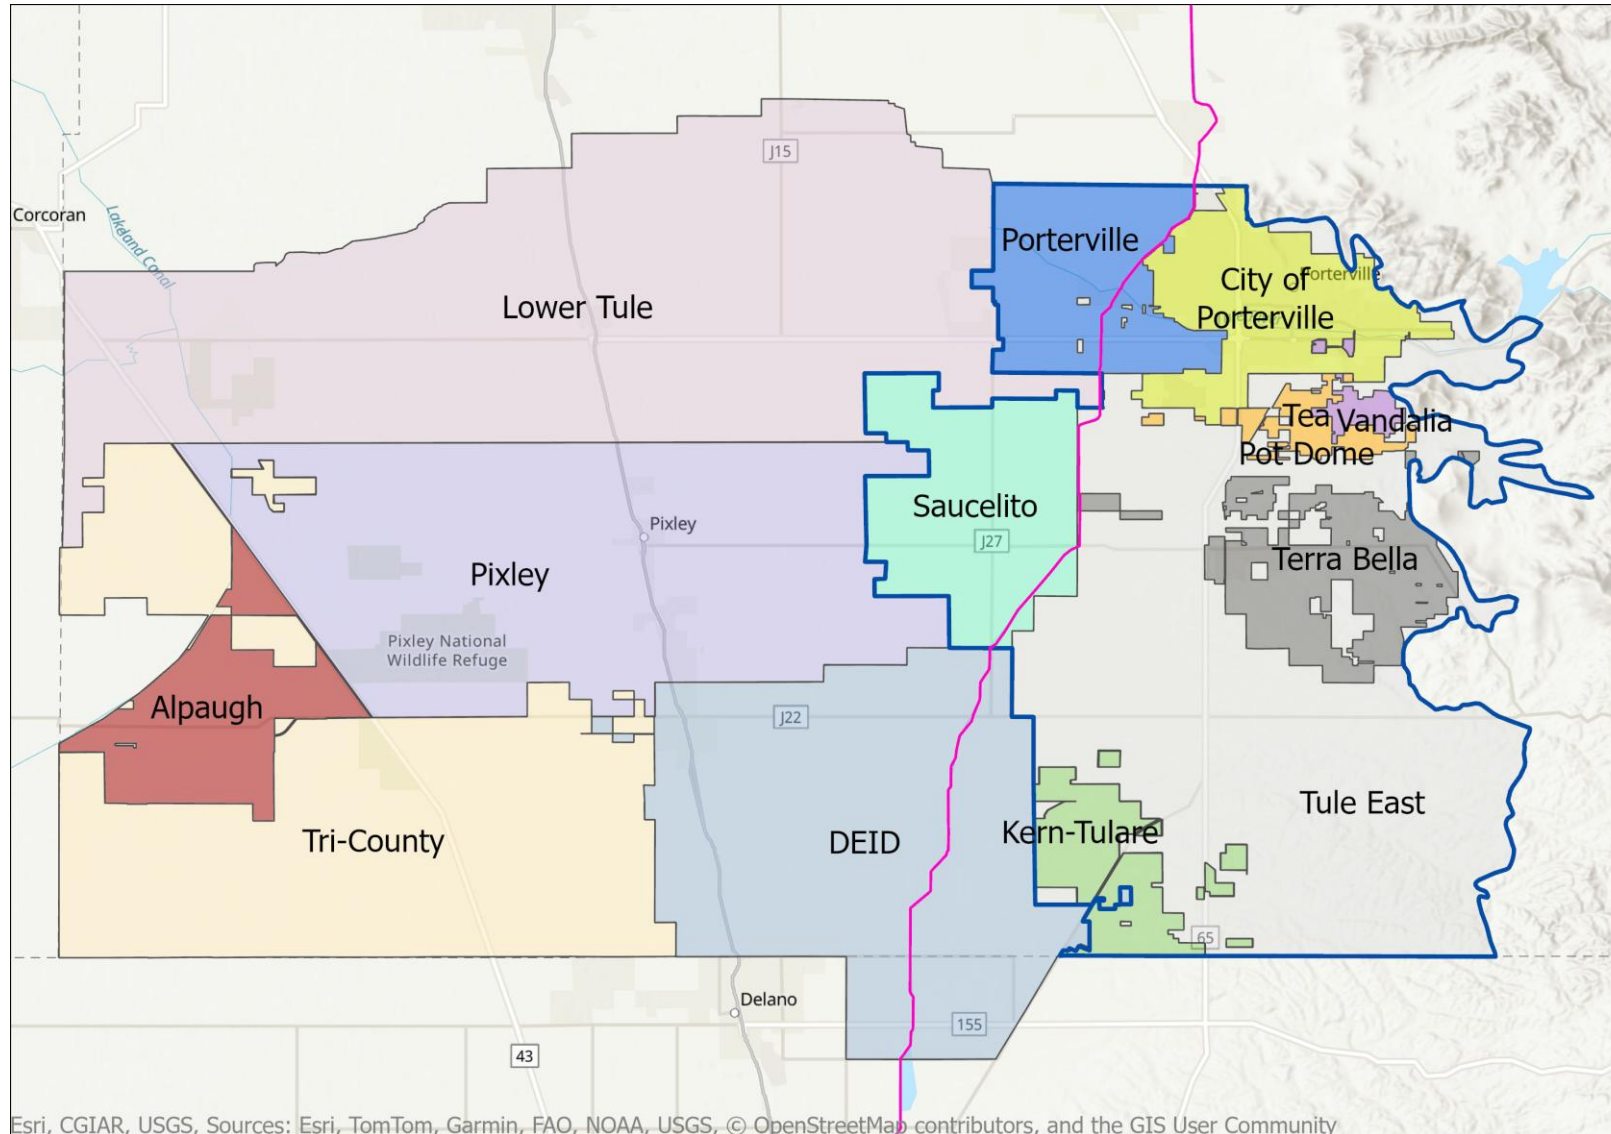 J15
Corcoran
Lakeland Canal
Porterville
City of
Porterville
orterville
Lower Tule
Tea
Vandalia
Pot Dome
Saucelito
Pixley
J27
Terra Bella
Pixley
Pixley National
Wildlife Refuge
Alpaugh
J22
Tule East
Tri-County
DEID
Kern-Tulare
65
Delano
155
43
Esri, CGIAR, USGS, Sources: Esri, TomTom, Garmin, FAO, NOAA, USGS, © OpenStreetMap contributors, and the GIS User Community